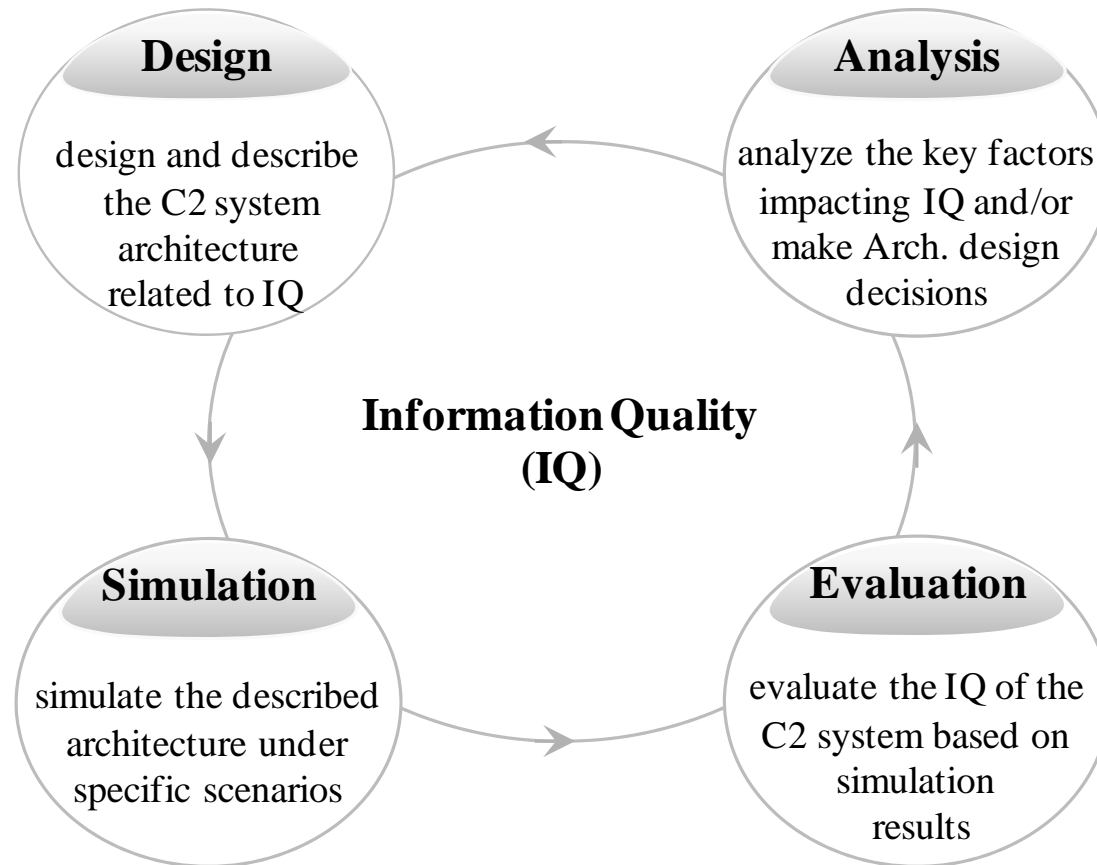 Design
design and describe
the C2 system
architecture
related to IQ
Analysis
analyze the key factors
impacting IQ and/or
make Arch. design
decisions
Information Quality
(IQ)
Simulation
simulate the described
architecture under
specific scenarios
Evaluation
evaluate the IQ of the
C2 system based on
simulation
results